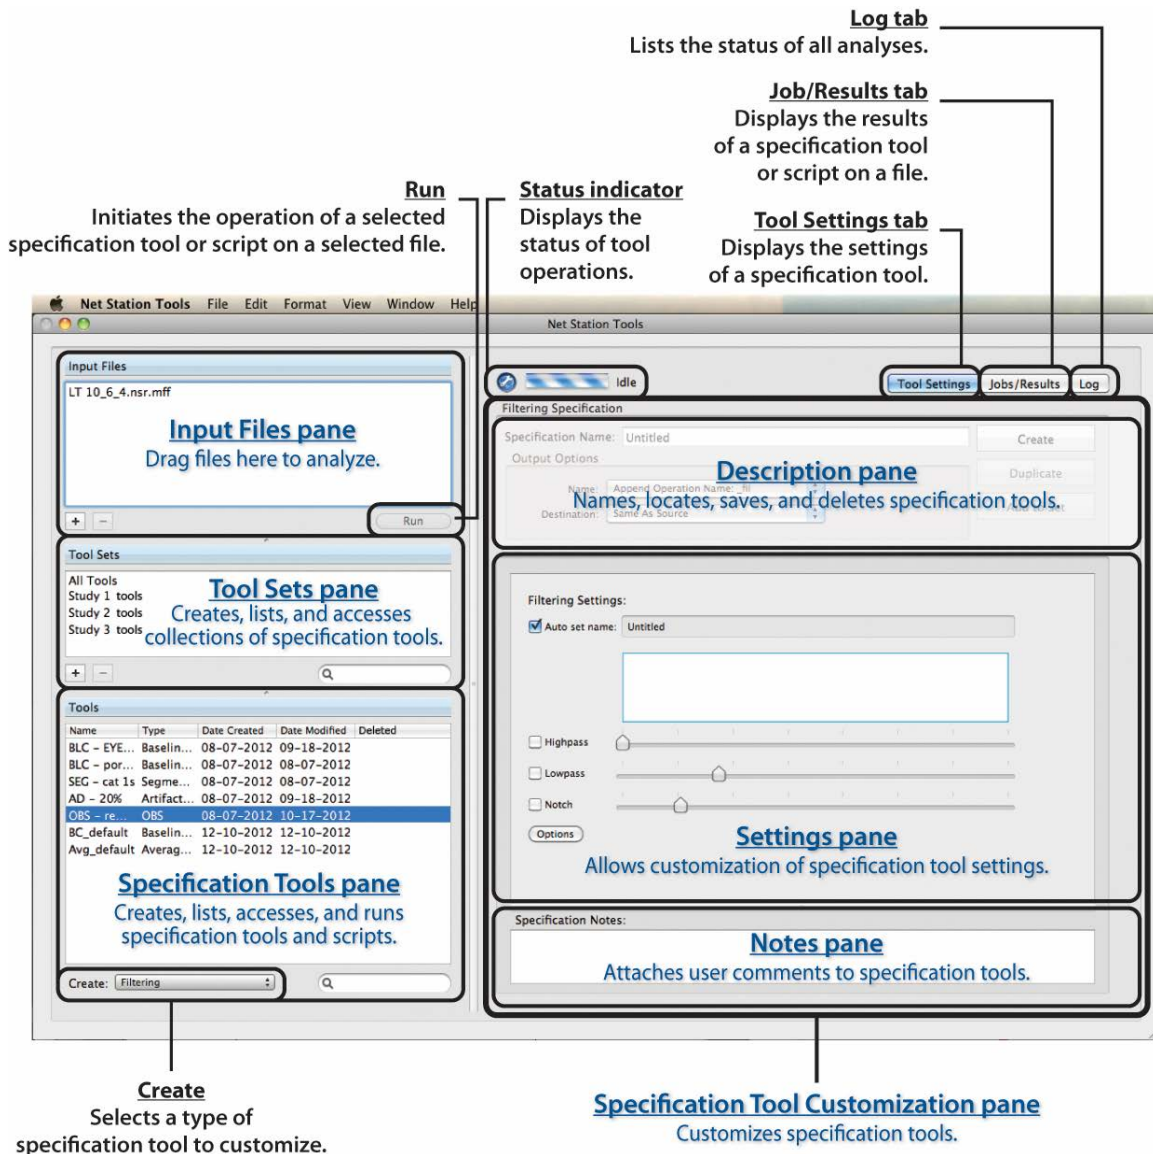 Log tab
Lists the status of all analyses.
Job/Results tab
Displays the results
of a specification tool
or script on a file.
Run
Initiates the operation of a selected
specification tool or script on a selected file.
Status indicator
Displays the
status of tool
operations.
Tool Settings tab
Displays the settings
of a specification tool.
Net Station Tools File Edit Format View Window Help
Net Station Tools
Input Files
LT 10_6_4.nsr.mff
Input Files pane
Drag files here to analyze.
+ −
Run
Idle
Tool Settings Jobs/Results Log
Filtering Specification
Specification Name: Untitled
Create
Output Options
Duplicate
Description pane
Name: Append Operation Name: _fil
Names, locates, saves, and deletes specification tools.
Destination: Same As Source
Add to Set
Tool Sets
All Tools
Study 1 tools
Study 2 tools
Study 3 tools
Tool Sets pane
Creates, lists, and accesses
collections of specification tools.
+ −
Tools
Name Type Date Created Date Modified Deleted
BLC – EYE... Baselin... 08-07-2012 09-18-2012
BLC – por... Baselin... 08-07-2012 08-07-2012
SEG – cat 1s Segme... 08-07-2012 08-07-2012
AD – 20% Artifact... 08-07-2012 09-18-2012
OBS – re... OBS 08-07-2012 10-17-2012
BC_default Baselin... 12-10-2012 12-10-2012
Avg_default Averag... 12-10-2012 12-10-2012
Specification Tools pane
Creates, lists, accesses, and runs
specification tools and scripts.
Create: Filtering
Filtering Settings:
Auto set name: Untitled
Highpass
Lowpass
Notch
Options
Settings pane
Allows customization of specification tool settings.
Specification Notes:
Notes pane
Attaches user comments to specification tools.
Create
Selects a type of
specification tool to customize.
Specification Tool Customization pane
Customizes specification tools.